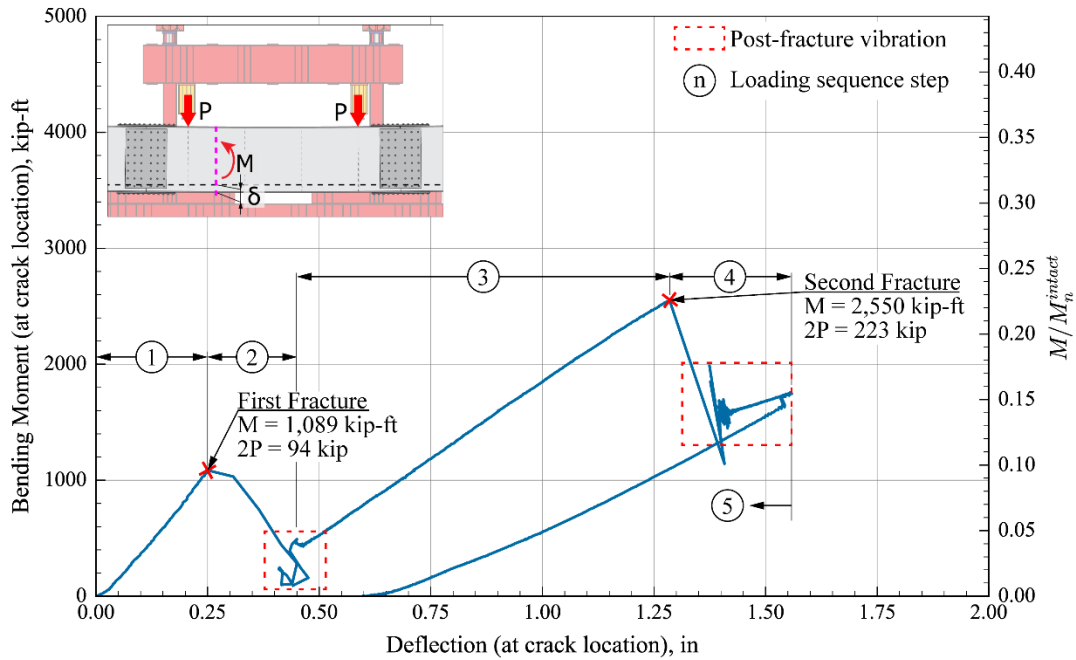 5000
4000
3000
2000
1000
0
Bending Moment (at crack location), kip-ft
P
P
M
δ
Post-fracture vibration
n Loading sequence step
1
2
3
4
5
First Fracture
M = 1,089 kip-ft
2P = 94 kip
Second Fracture
M = 2,550 kip-ft
2P = 223 kip
0.40
0.35
0.30
0.25
0.20
0.15
0.10
0.05
0.00
M/M_n^intact
0.00 0.25 0.50 0.75 1.00 1.25 1.50 1.75 2.00
Deflection (at crack location), in